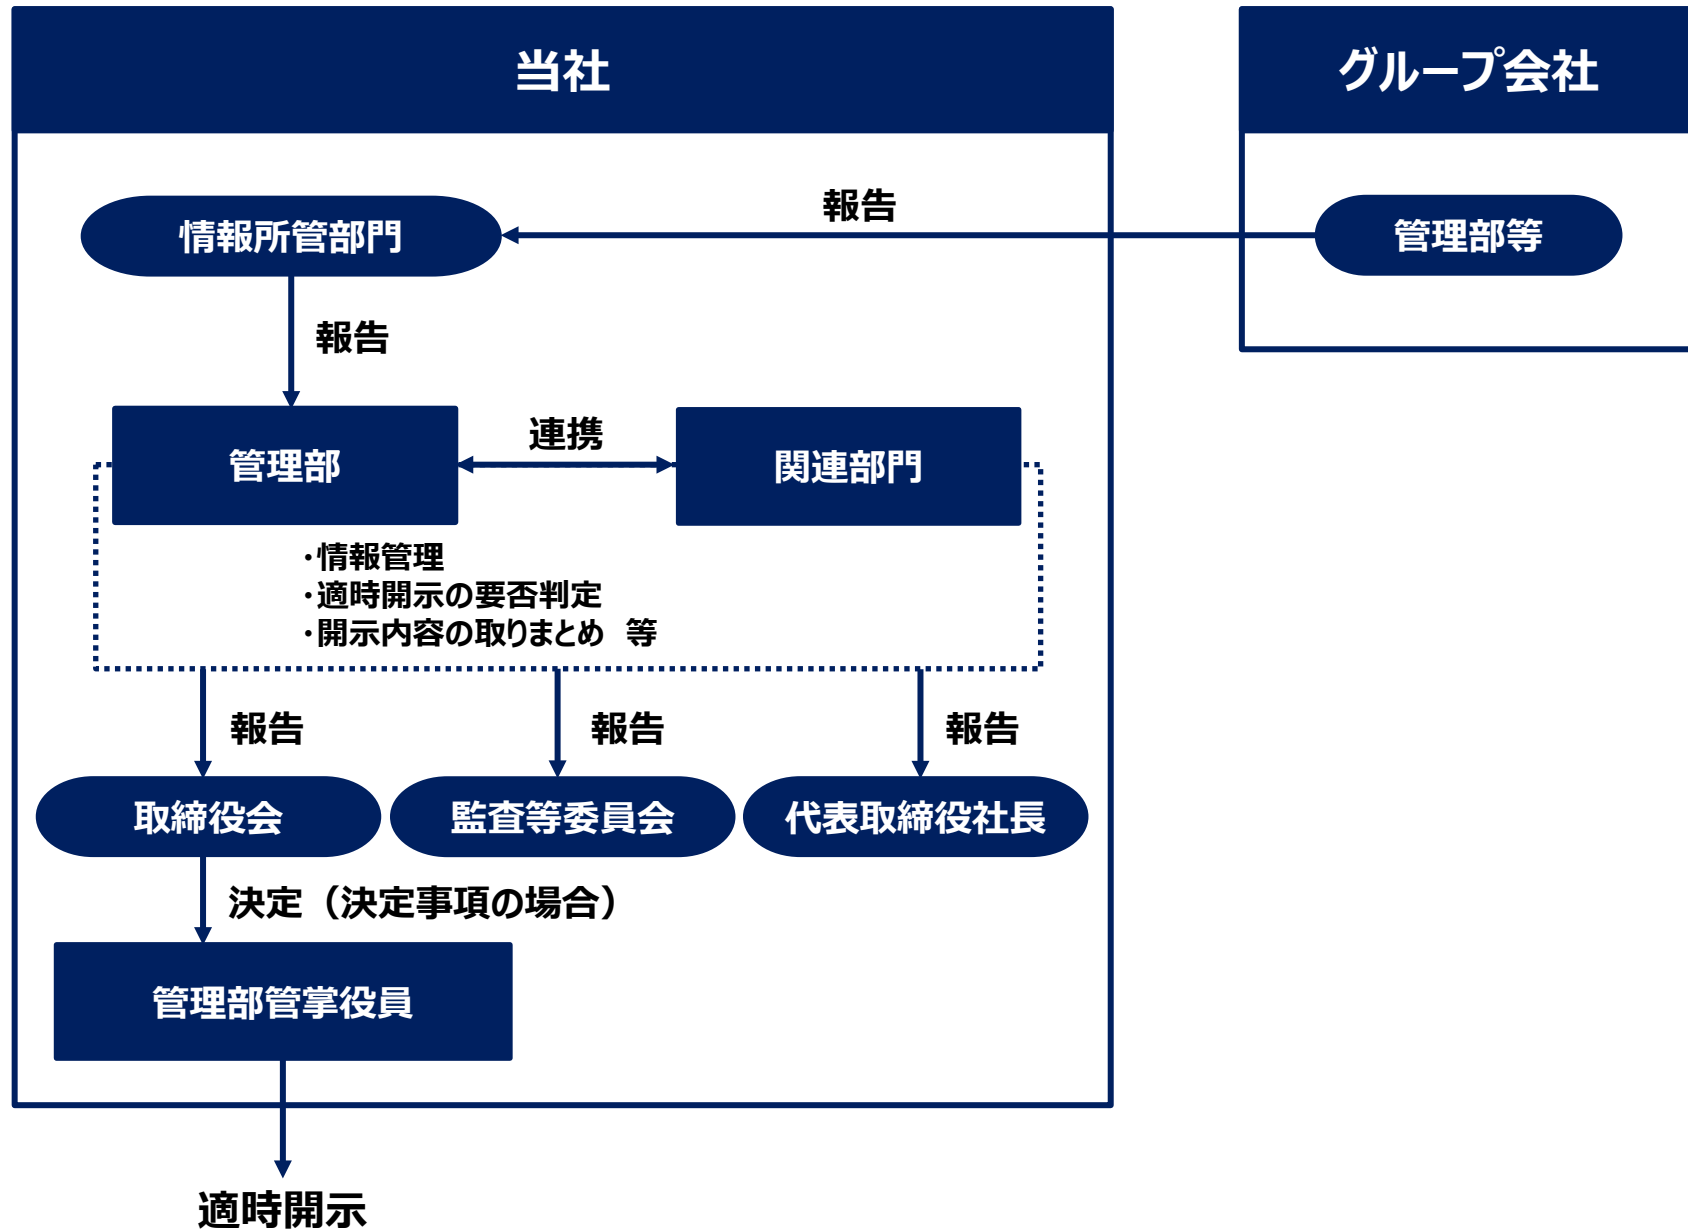 当社
グループ会社
報告
情報所管部門
管理部等
報告
連携
管理部
関連部門
・情報管理
・適時開示の要否判定
・開示内容の取りまとめ 等
報告
報告
報告
取締役会
監査等委員会
代表取締役社長
決定（決定事項の場合）
管理部管掌役員
適時開示